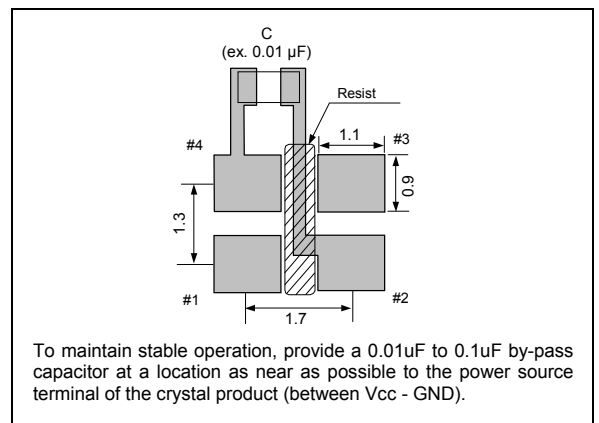 C
(ex. 0.01 µF)
Resist
#4
1.1
#3
0.9
1.3
#1
#2
1.7
To maintain stable operation, provide a 0.01uF to 0.1uF by-pass
capacitor at a location as near as possible to the power source
terminal of the crystal product (between Vcc - GND).